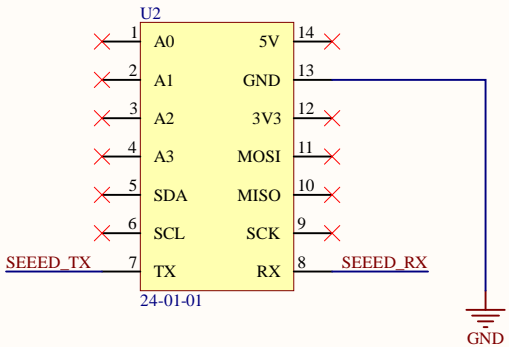 U2
1 A0 5V 14
2 A1 GND 13
3 A2 3V3 12
4 A3 MOSI 11
5 SDA MISO 10
6 SCL SCK 9
SEEED_TX 7 TX RX 8 SEEED_RX
24-01-01
GND